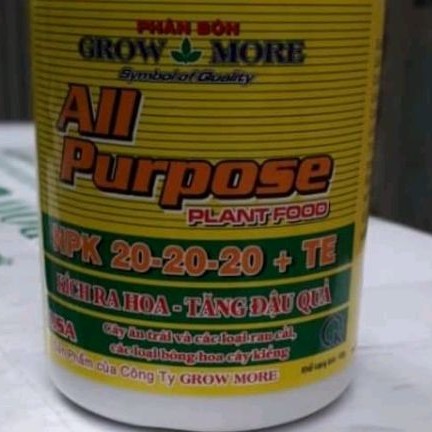 PHÂN BÓN
GROW MORE
Symbol of Quality
All
Purpose
PLANT FOOD
NPK 20-20-20 + TE
KÍCH RA HOA - TĂNG ĐẬU QUẢ
USA
Cây ăn trái và các loại rau cải,
các loại bông hoa cây kiểng
Sản Phẩm của Công Ty GROW MORE